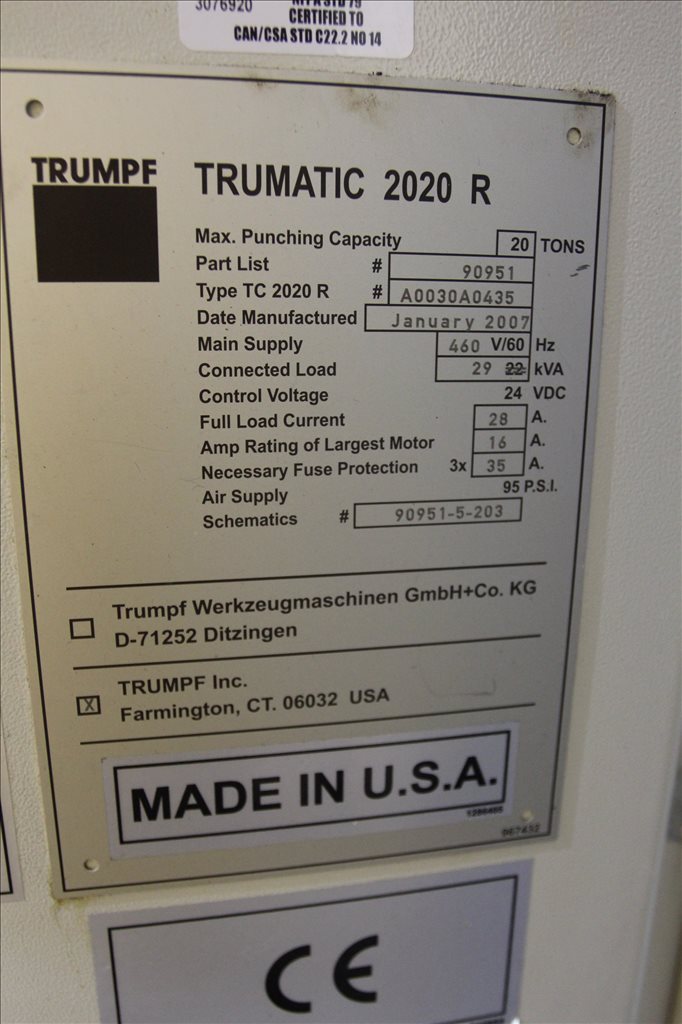 3076920
NFPA STD 79
CERTIFIED TO
CAN/CSA STD C22.2 NO 14
TRUMPF
TRUMATIC 2020 R
Max. Punching Capacity 20 TONS
Part List # 90951
Type TC 2020 R # A0030A0435
Date Manufactured January 2007
Main Supply 460 V/60 Hz
Connected Load 29 22 kVA
Control Voltage 24 VDC
Full Load Current 28 A.
Amp Rating of Largest Motor 16 A.
Necessary Fuse Protection 3x 35 A.
Air Supply 95 P.S.I.
Schematics # 90951-5-203
Trumpf Werkzeugmaschinen GmbH+Co. KG
D-71252 Ditzingen
X TRUMPF Inc.
Farmington, CT. 06032 USA
MADE IN U.S.A.
CE